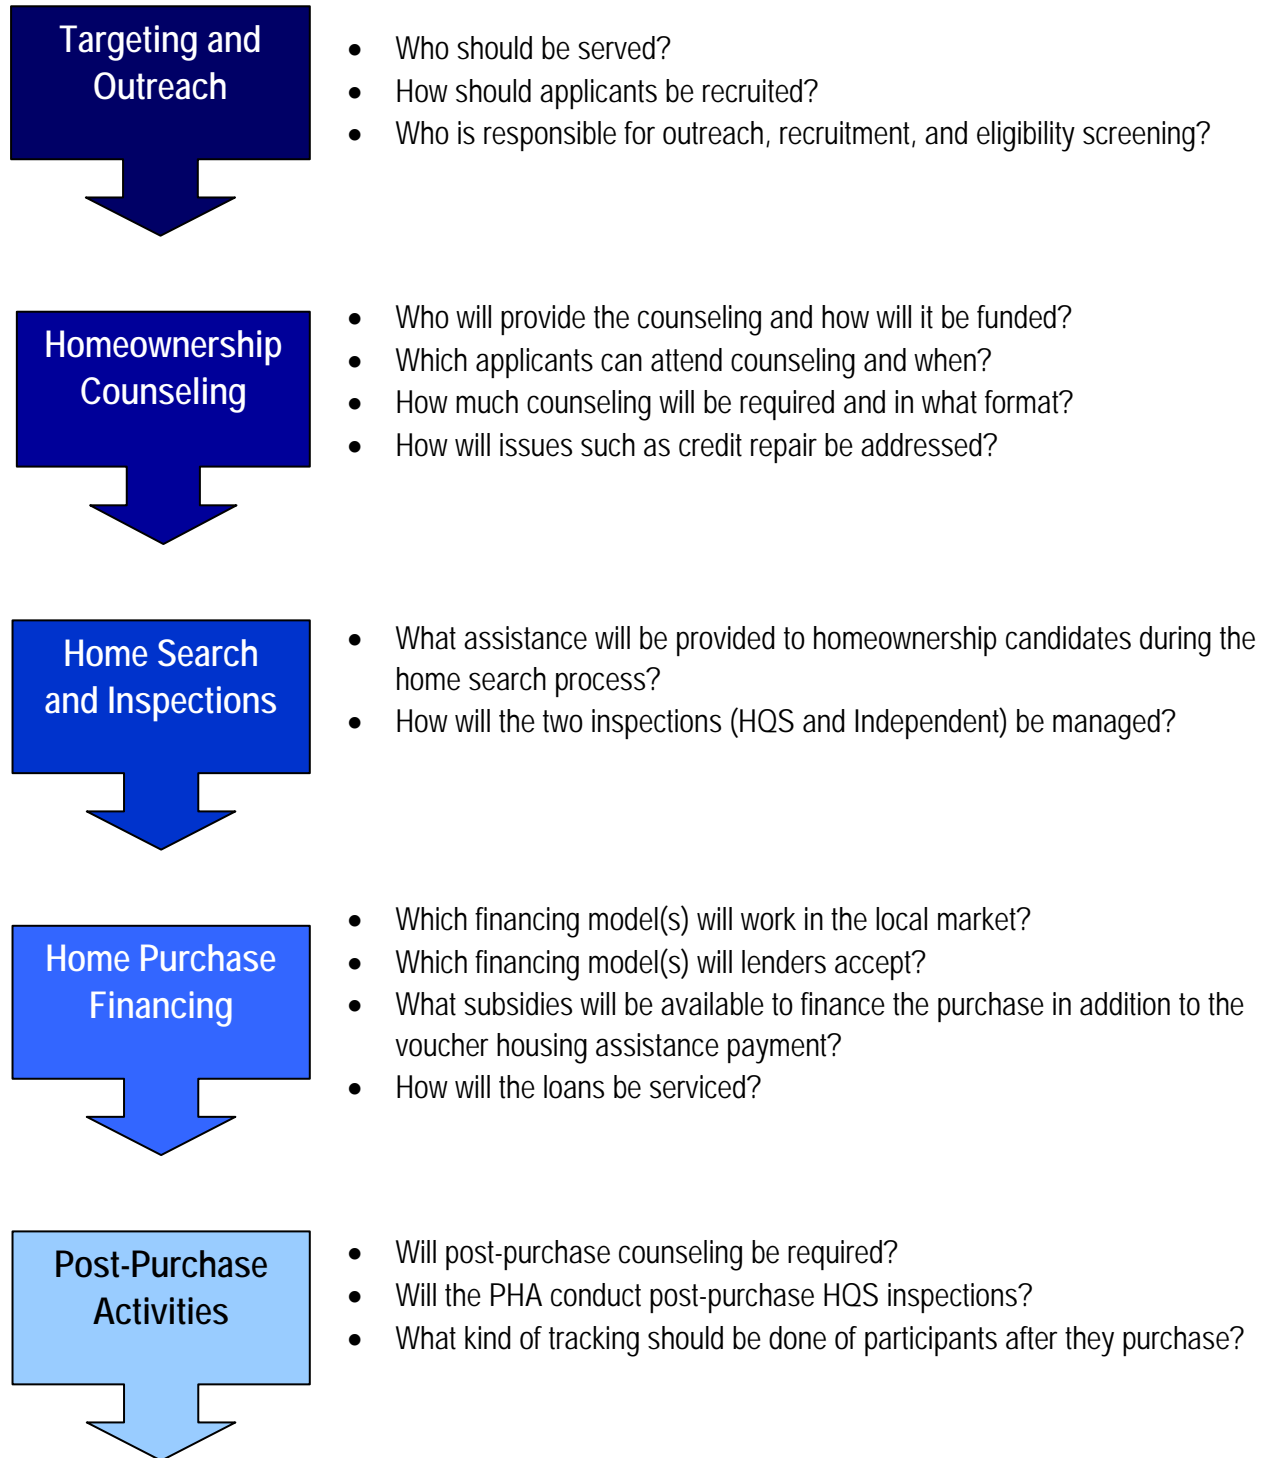 Targeting and
Outreach
• Who should be served?
• How should applicants be recruited?
• Who is responsible for outreach, recruitment, and eligibility screening?
Homeownership
Counseling
• Who will provide the counseling and how will it be funded?
• Which applicants can attend counseling and when?
• How much counseling will be required and in what format?
• How will issues such as credit repair be addressed?
Home Search
and Inspections
• What assistance will be provided to homeownership candidates during the
home search process?
• How will the two inspections (HQS and Independent) be managed?
Home Purchase
Financing
• Which financing model(s) will work in the local market?
• Which financing model(s) will lenders accept?
• What subsidies will be available to finance the purchase in addition to the
voucher housing assistance payment?
• How will the loans be serviced?
Post-Purchase
Activities
• Will post-purchase counseling be required?
• Will the PHA conduct post-purchase HQS inspections?
• What kind of tracking should be done of participants after they purchase?